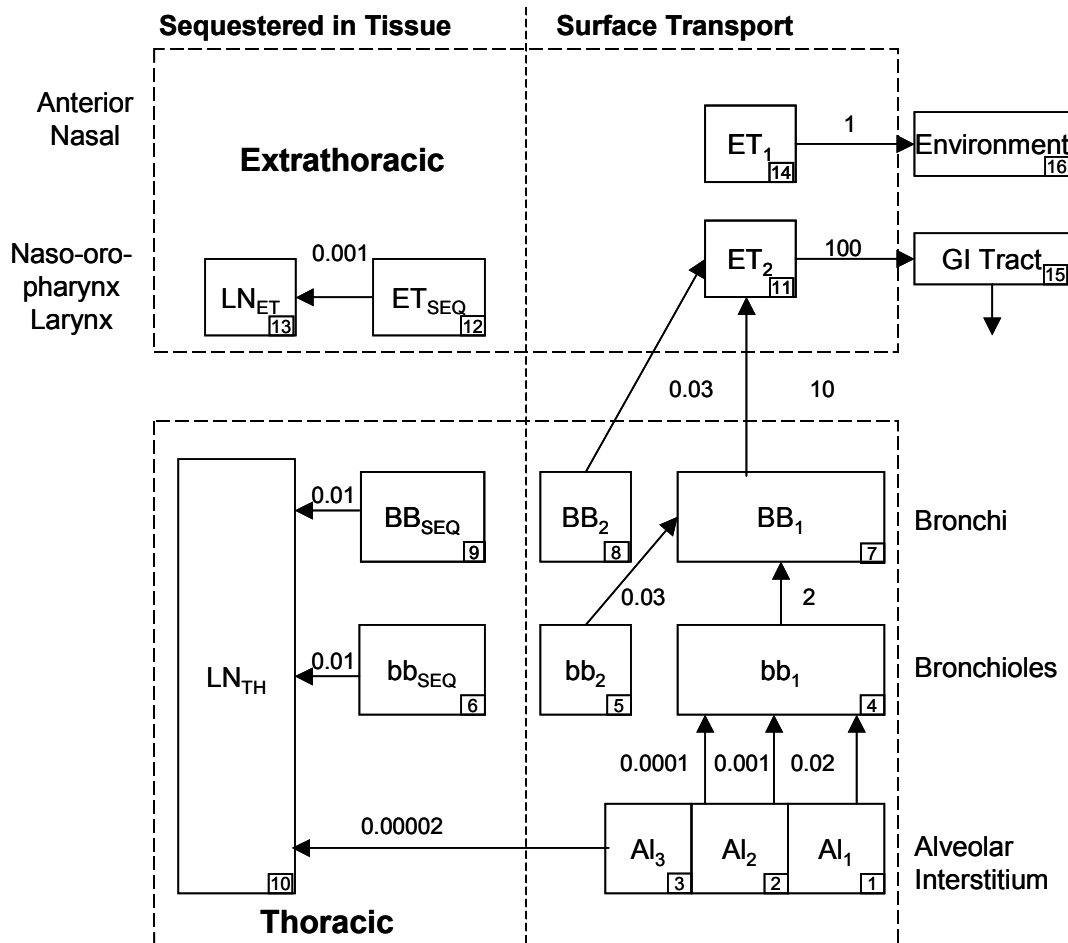 Sequestered in Tissue
Surface Transport
Anterior
Nasal
Extrathoracic
ET1
14
1
Environment
16
Naso-oro-
pharynx
Larynx
LNET
13
0.001
ETSEQ
12
ET2
11
100
GI Tract
15
0.03
10
LNTH
10
0.01
BBSEQ
9
BB2
8
BB1
7
Bronchi
0.03
2
0.01
bbSEQ
6
bb2
5
bb1
4
Bronchioles
0.0001
0.001
0.02
0.00002
AI3
3
AI2
2
AI1
1
Alveolar
Interstitium
Thoracic